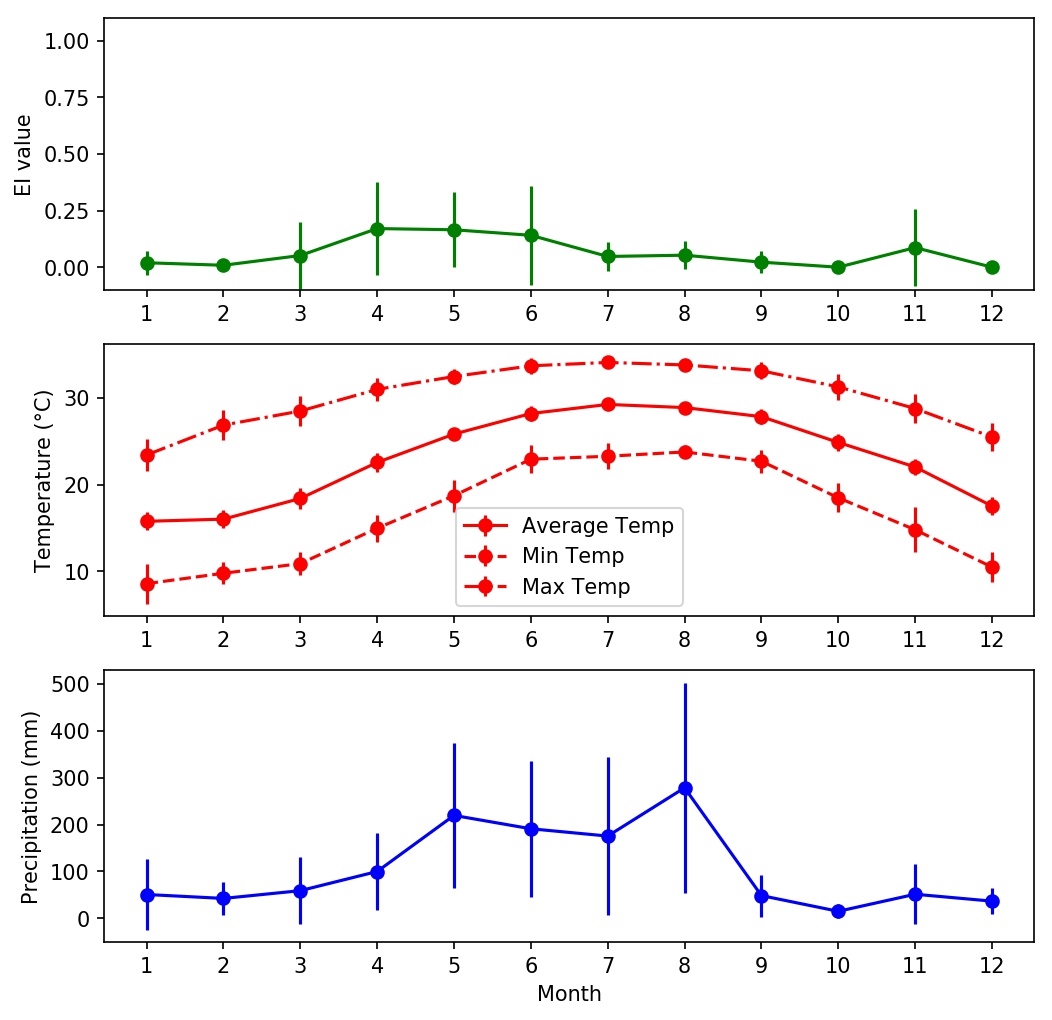 1.00
0.75
0.50
0.25
0.00
EI value
1 2 3 4 5 6 7 8 9 10 11 12
30
20
10
Temperature (°C)
Average Temp
Min Temp
Max Temp
1 2 3 4 5 6 7 8 9 10 11 12
500
400
300
200
100
0
Precipitation (mm)
1 2 3 4 5 6 7 8 9 10 11 12
Month